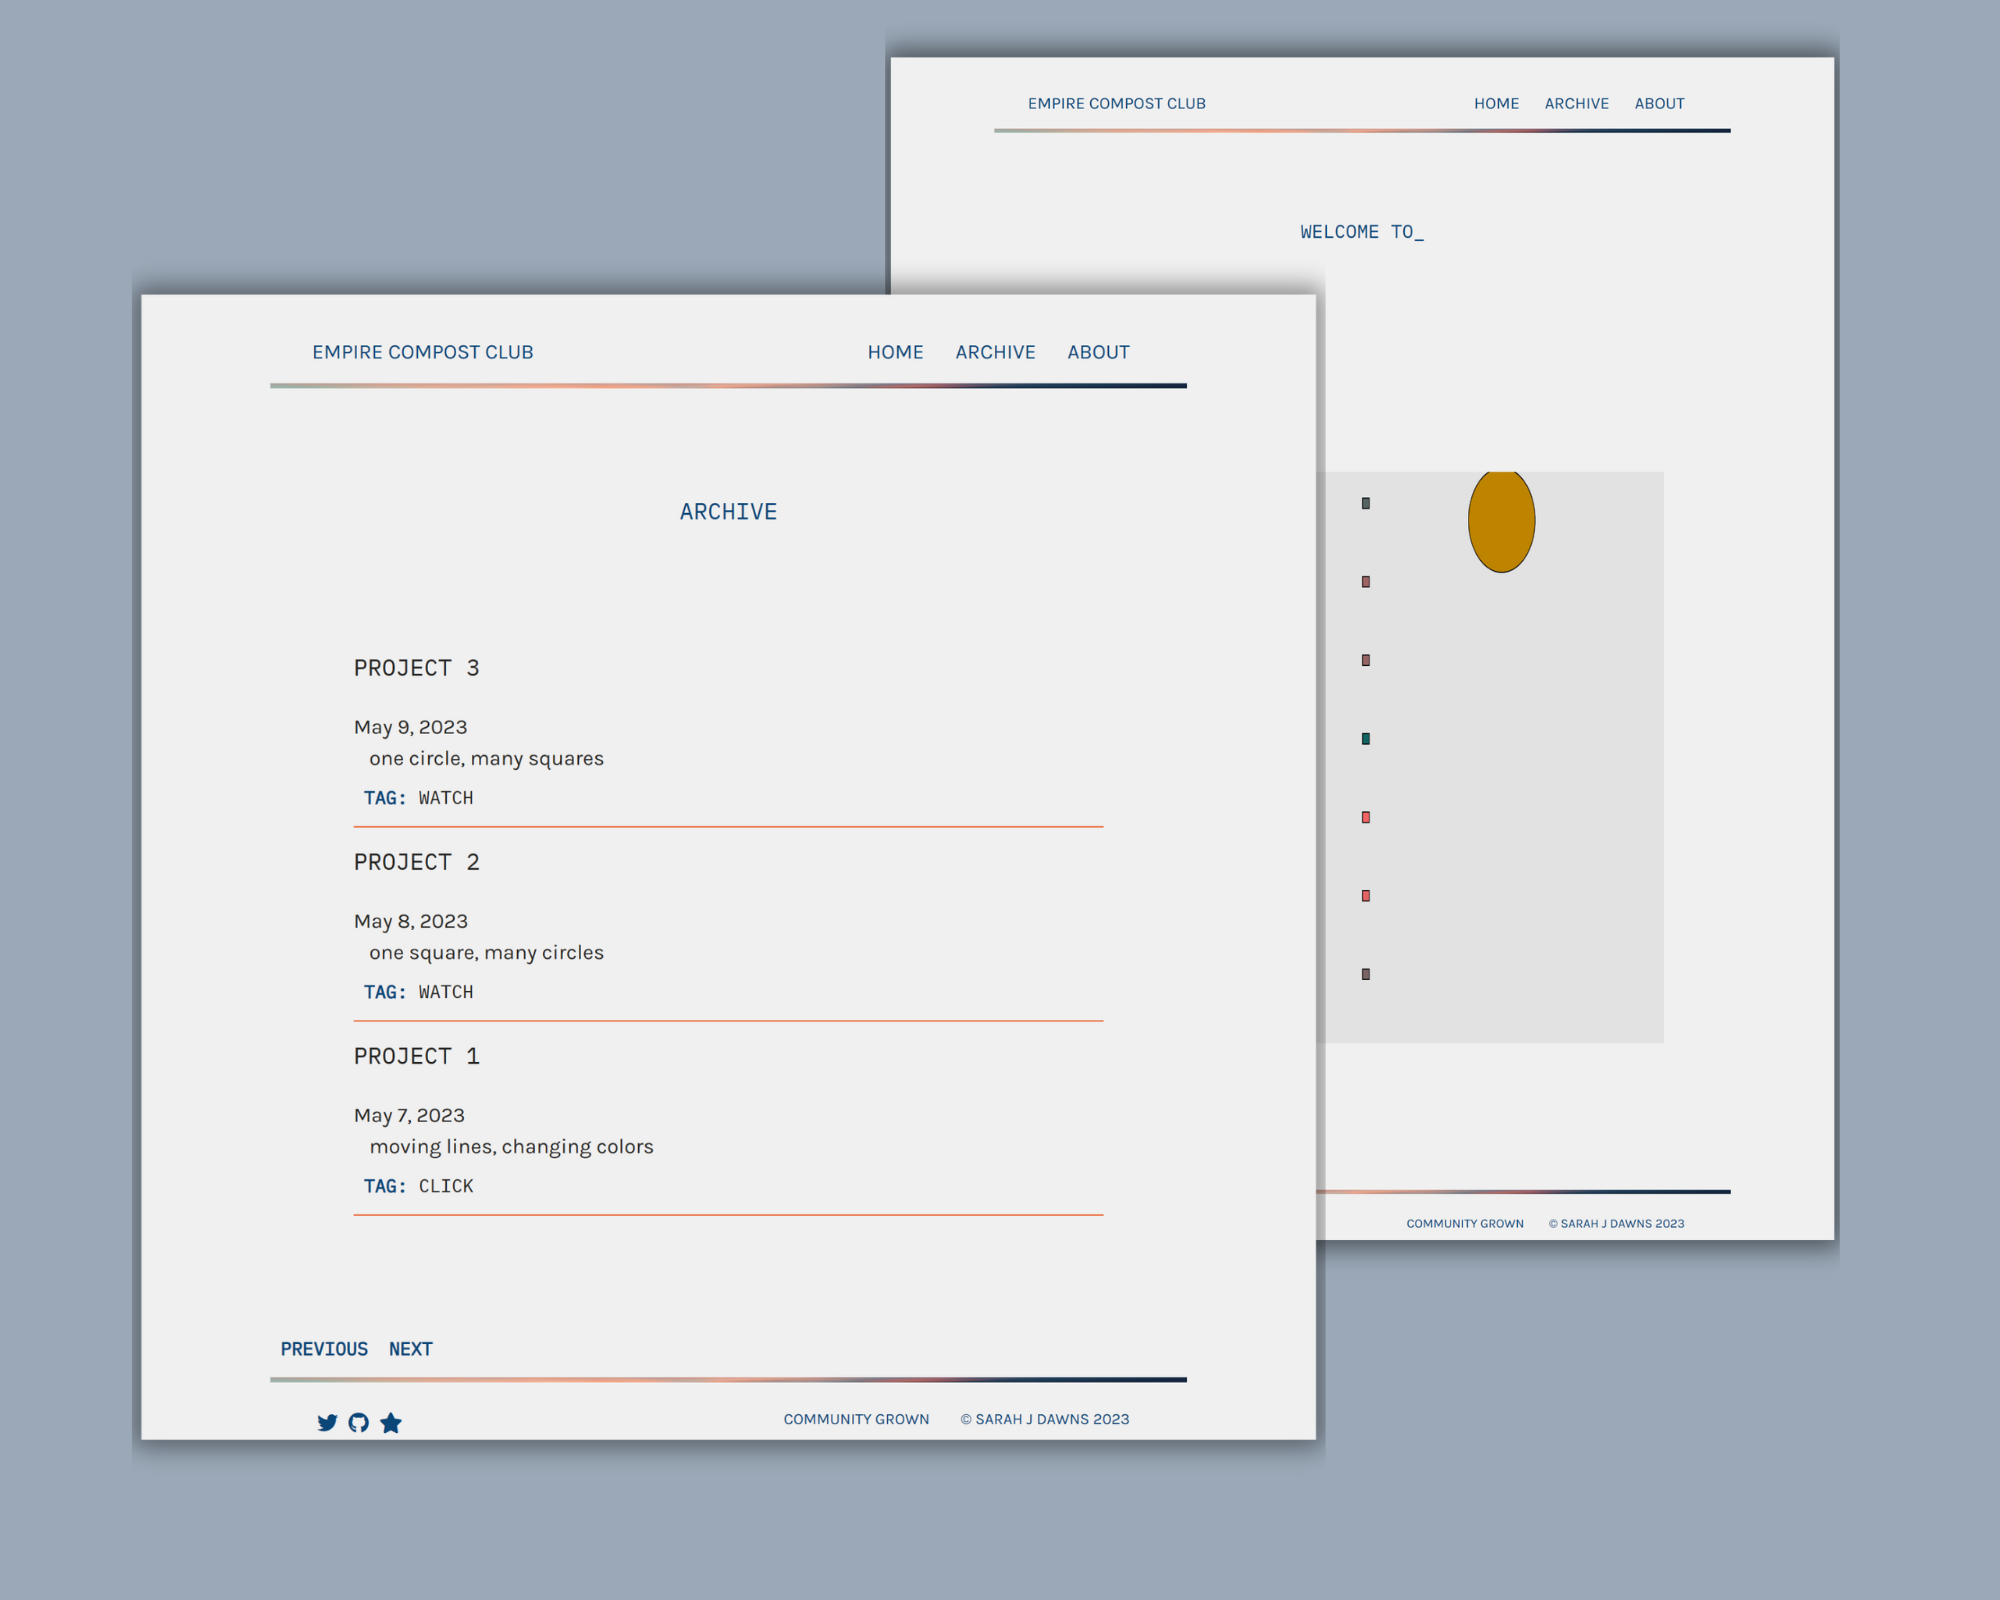 EMPIRE COMPOST CLUB HOME ARCHIVE ABOUT
WELCOME TO_
COMMUNITY GROWN © SARAH J DAWNS 2023
EMPIRE COMPOST CLUB HOME ARCHIVE ABOUT
ARCHIVE
PROJECT 3
May 9, 2023
one circle, many squares
TAG: WATCH
PROJECT 2
May 8, 2023
one square, many circles
TAG: WATCH
PROJECT 1
May 7, 2023
moving lines, changing colors
TAG: CLICK
PREVIOUS NEXT
COMMUNITY GROWN © SARAH J DAWNS 2023